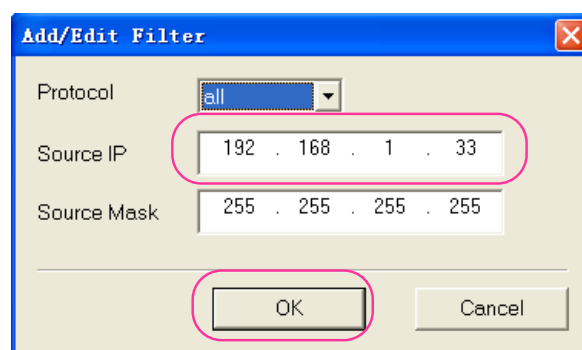 Add/Edit Filter
Protocol all
Source IP 192 . 168 . 1 . 33
Source Mask 255 . 255 . 255 . 255
OK Cancel